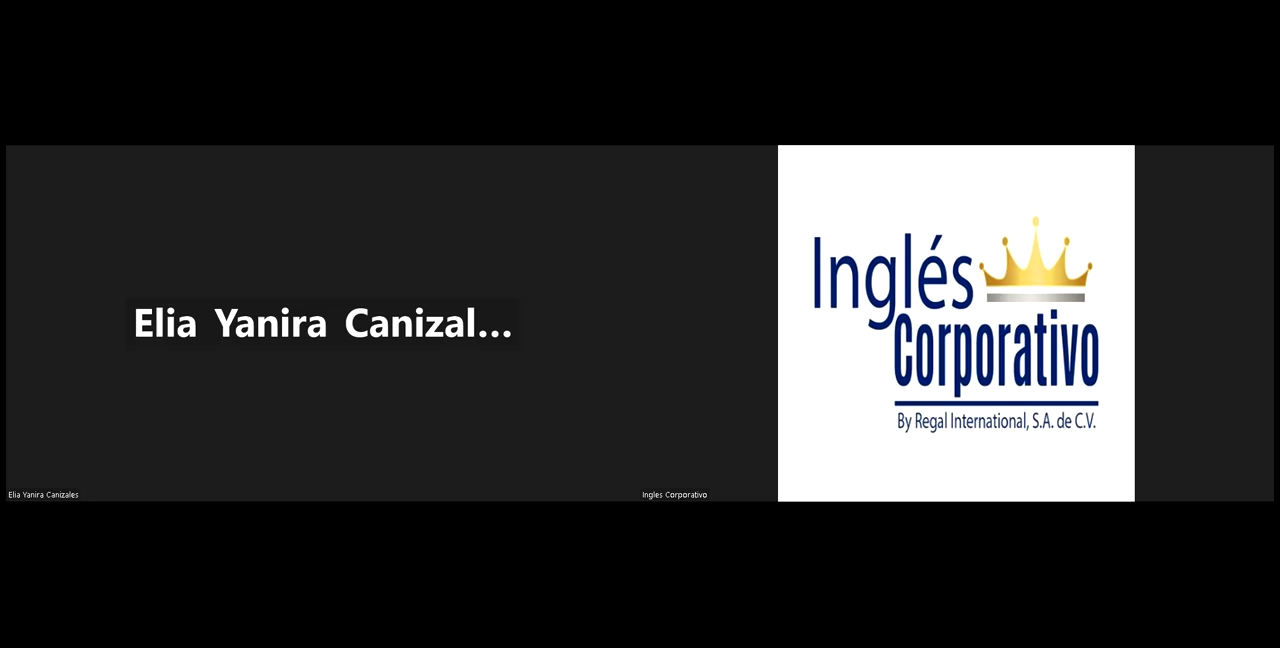 Elia Yanira Canizal...
Elia Yanira Canizales
Inglés
Corporativo
By Regal International, S.A. de C.V.
Ingles Corporativo